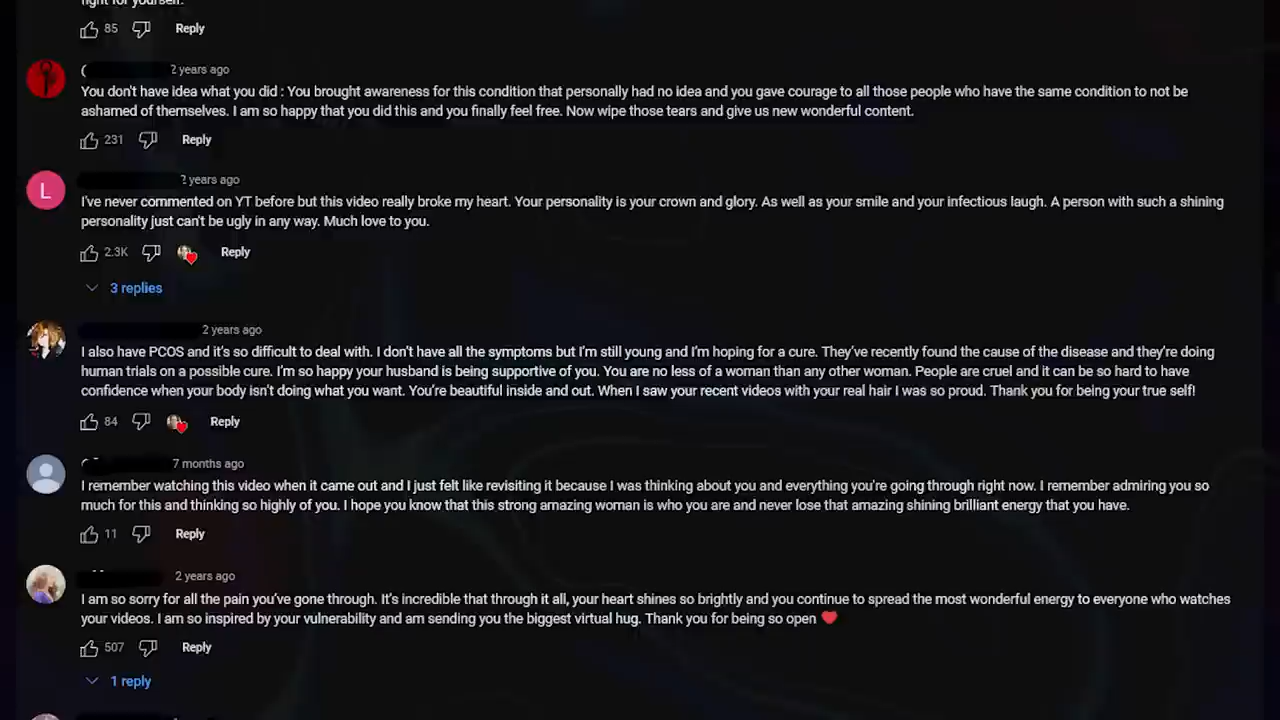 right for yourself.
85 Reply
2 years ago
You don't have idea what you did : You brought awareness for this condition that personally had no idea and you gave courage to all those people who have the same condition to not be
ashamed of themselves. I am so happy that you did this and you finally feel free. Now wipe those tears and give us new wonderful content.
231 Reply
L
2 years ago
I've never commented on YT before but this video really broke my heart. Your personality is your crown and glory. As well as your smile and your infectious laugh. A person with such a shining
personality just can't be ugly in any way. Much love to you.
2.3K Reply
3 replies
2 years ago
I also have PCOS and it's so difficult to deal with. I don't have all the symptoms but I'm still young and I'm hoping for a cure. They've recently found the cause of the disease and they're doing
human trials on a possible cure. I'm so happy your husband is being supportive of you. You are no less of a woman than any other woman. People are cruel and it can be so hard to have
confidence when your body isn't doing what you want. You're beautiful inside and out. When I saw your recent videos with your real hair I was so proud. Thank you for being your true self!
84 Reply
7 months ago
I remember watching this video when it came out and I just felt like revisiting it because I was thinking about you and everything you're going through right now. I remember admiring you so
much for this and thinking so highly of you. I hope you know that this strong amazing woman is who you are and never lose that amazing shining brilliant energy that you have.
11 Reply
2 years ago
I am so sorry for all the pain you've gone through. It's incredible that through it all, your heart shines so brightly and you continue to spread the most wonderful energy to everyone who watches
your videos. I am so inspired by your vulnerability and am sending you the biggest virtual hug. Thank you for being so open ❤️
507 Reply
1 reply